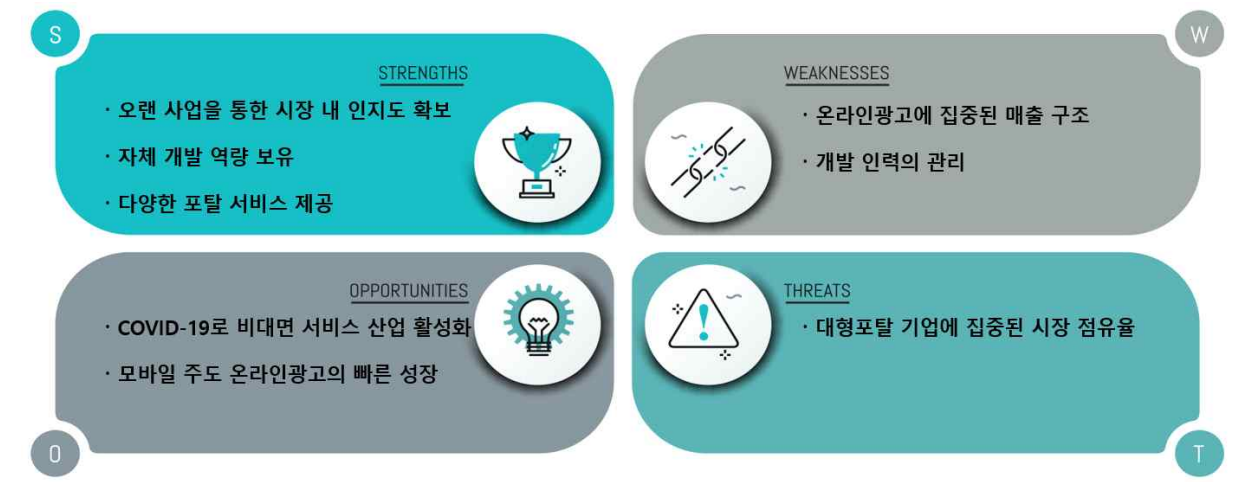 S
STRENGTHS
· 오랜 사업을 통한 시장 내 인지도 확보
· 자체 개발 역량 보유
· 다양한 포탈 서비스 제공
W
WEAKNESSES
· 온라인광고에 집중된 매출 구조
· 개발 인력의 관리
O
OPPORTUNITIES
· COVID-19로 비대면 서비스 산업 활성화
· 모바일 주도 온라인광고의 빠른 성장
T
THREATS
· 대형포탈 기업에 집중된 시장 점유율